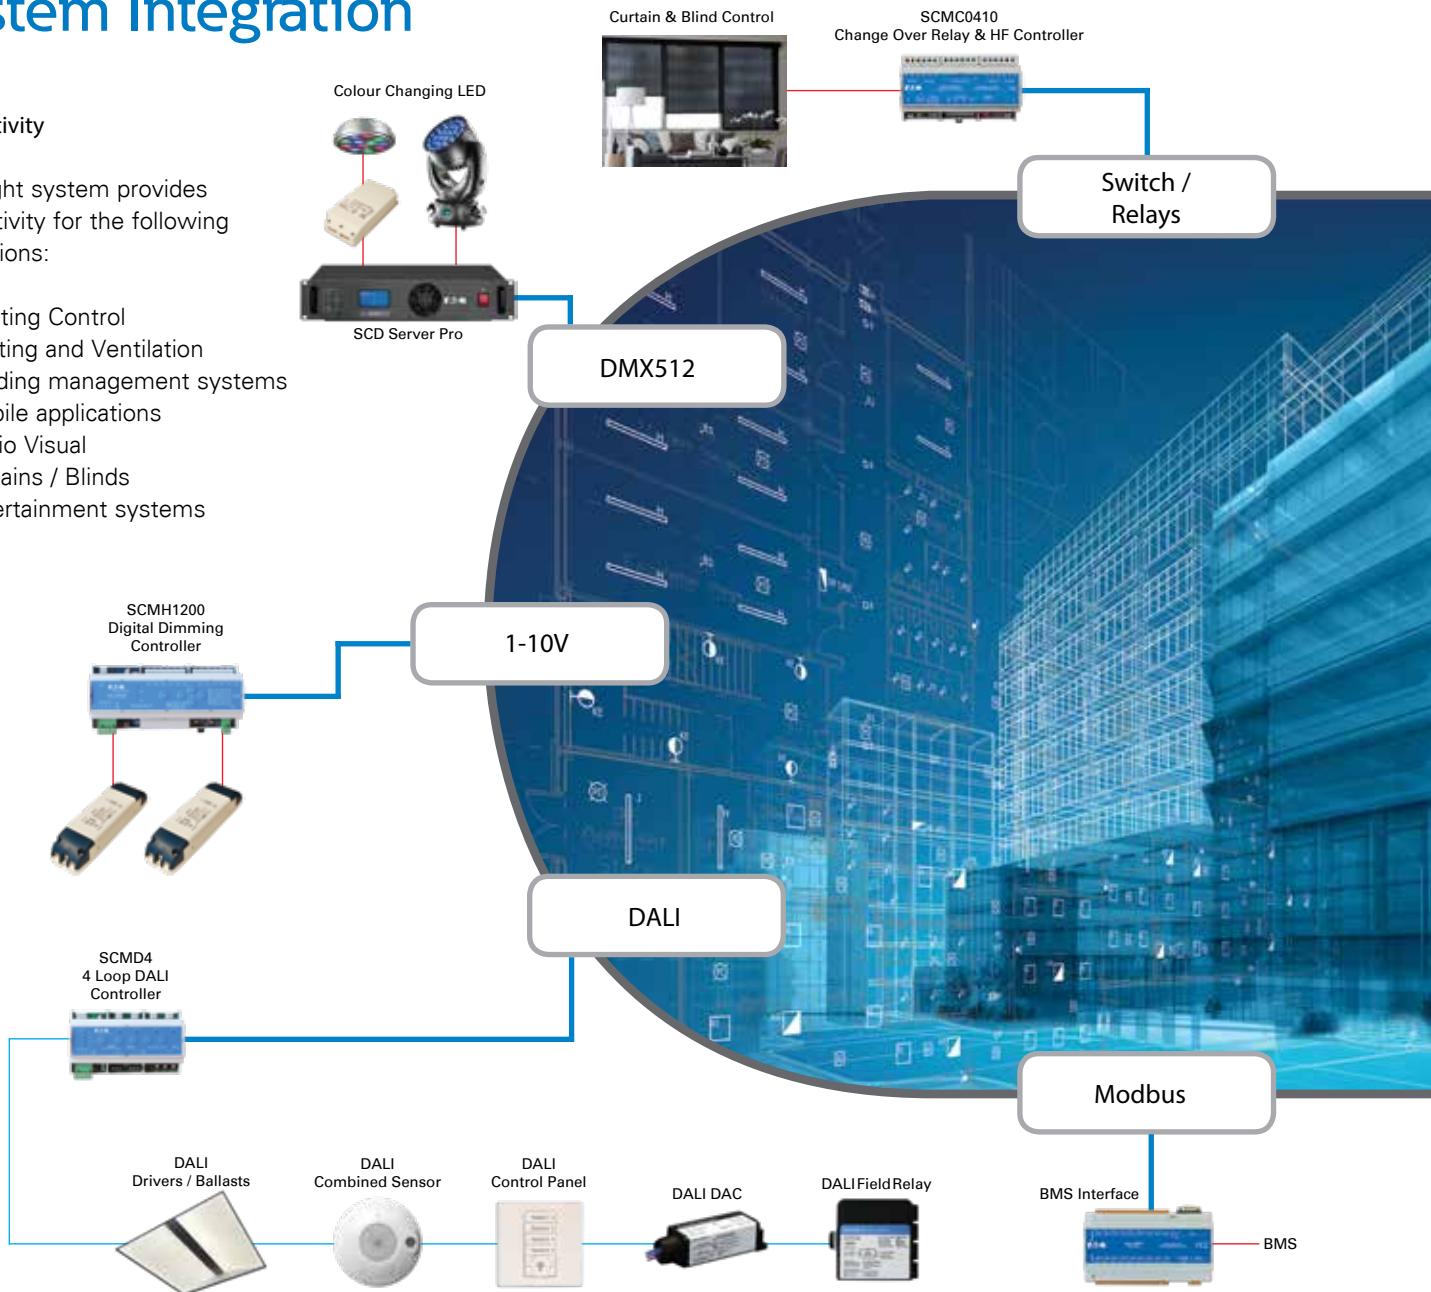 stem Integration
tivity
ght system provides
tivity for the following
ions:
ting Control
ting and Ventilation
ding management systems
bile applications
io Visual
ains / Blinds
ertainment systems
Curtain & Blind Control
SCMC0410
Change Over Relay & HF Controller
Switch /
Relays
Colour Changing LED
SCD Server Pro
DMX512
SCMH1200
Digital Dimming
Controller
1-10V
DALI
SCMD4
4 Loop DALI
Controller
DALI
Drivers / Ballasts
DALI
Combined Sensor
DALI
Control Panel
DALI DAC
DALI Field Relay
Modbus
BMS Interface
BMS